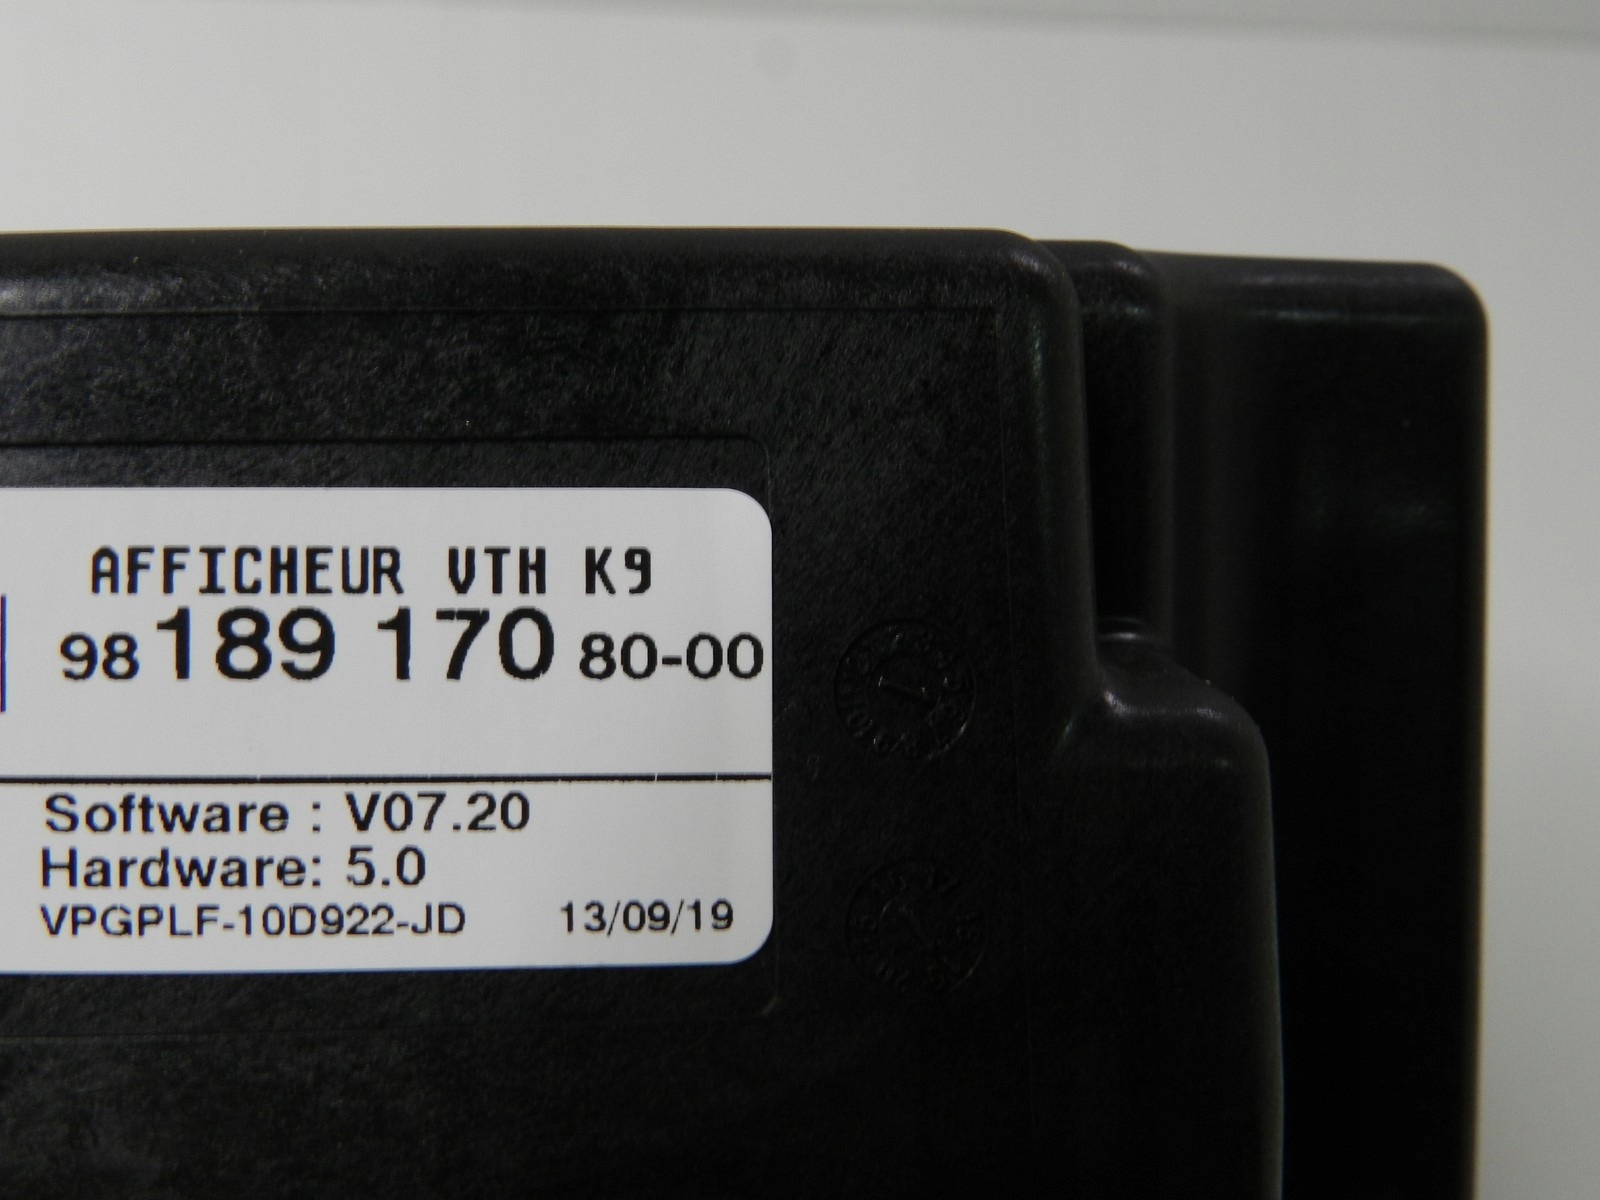 AFFICHEUR VTH K9
98 189 170 80-00
Software : V07.20
Hardware: 5.0
VPGPLF-10D922-JD 13/09/19